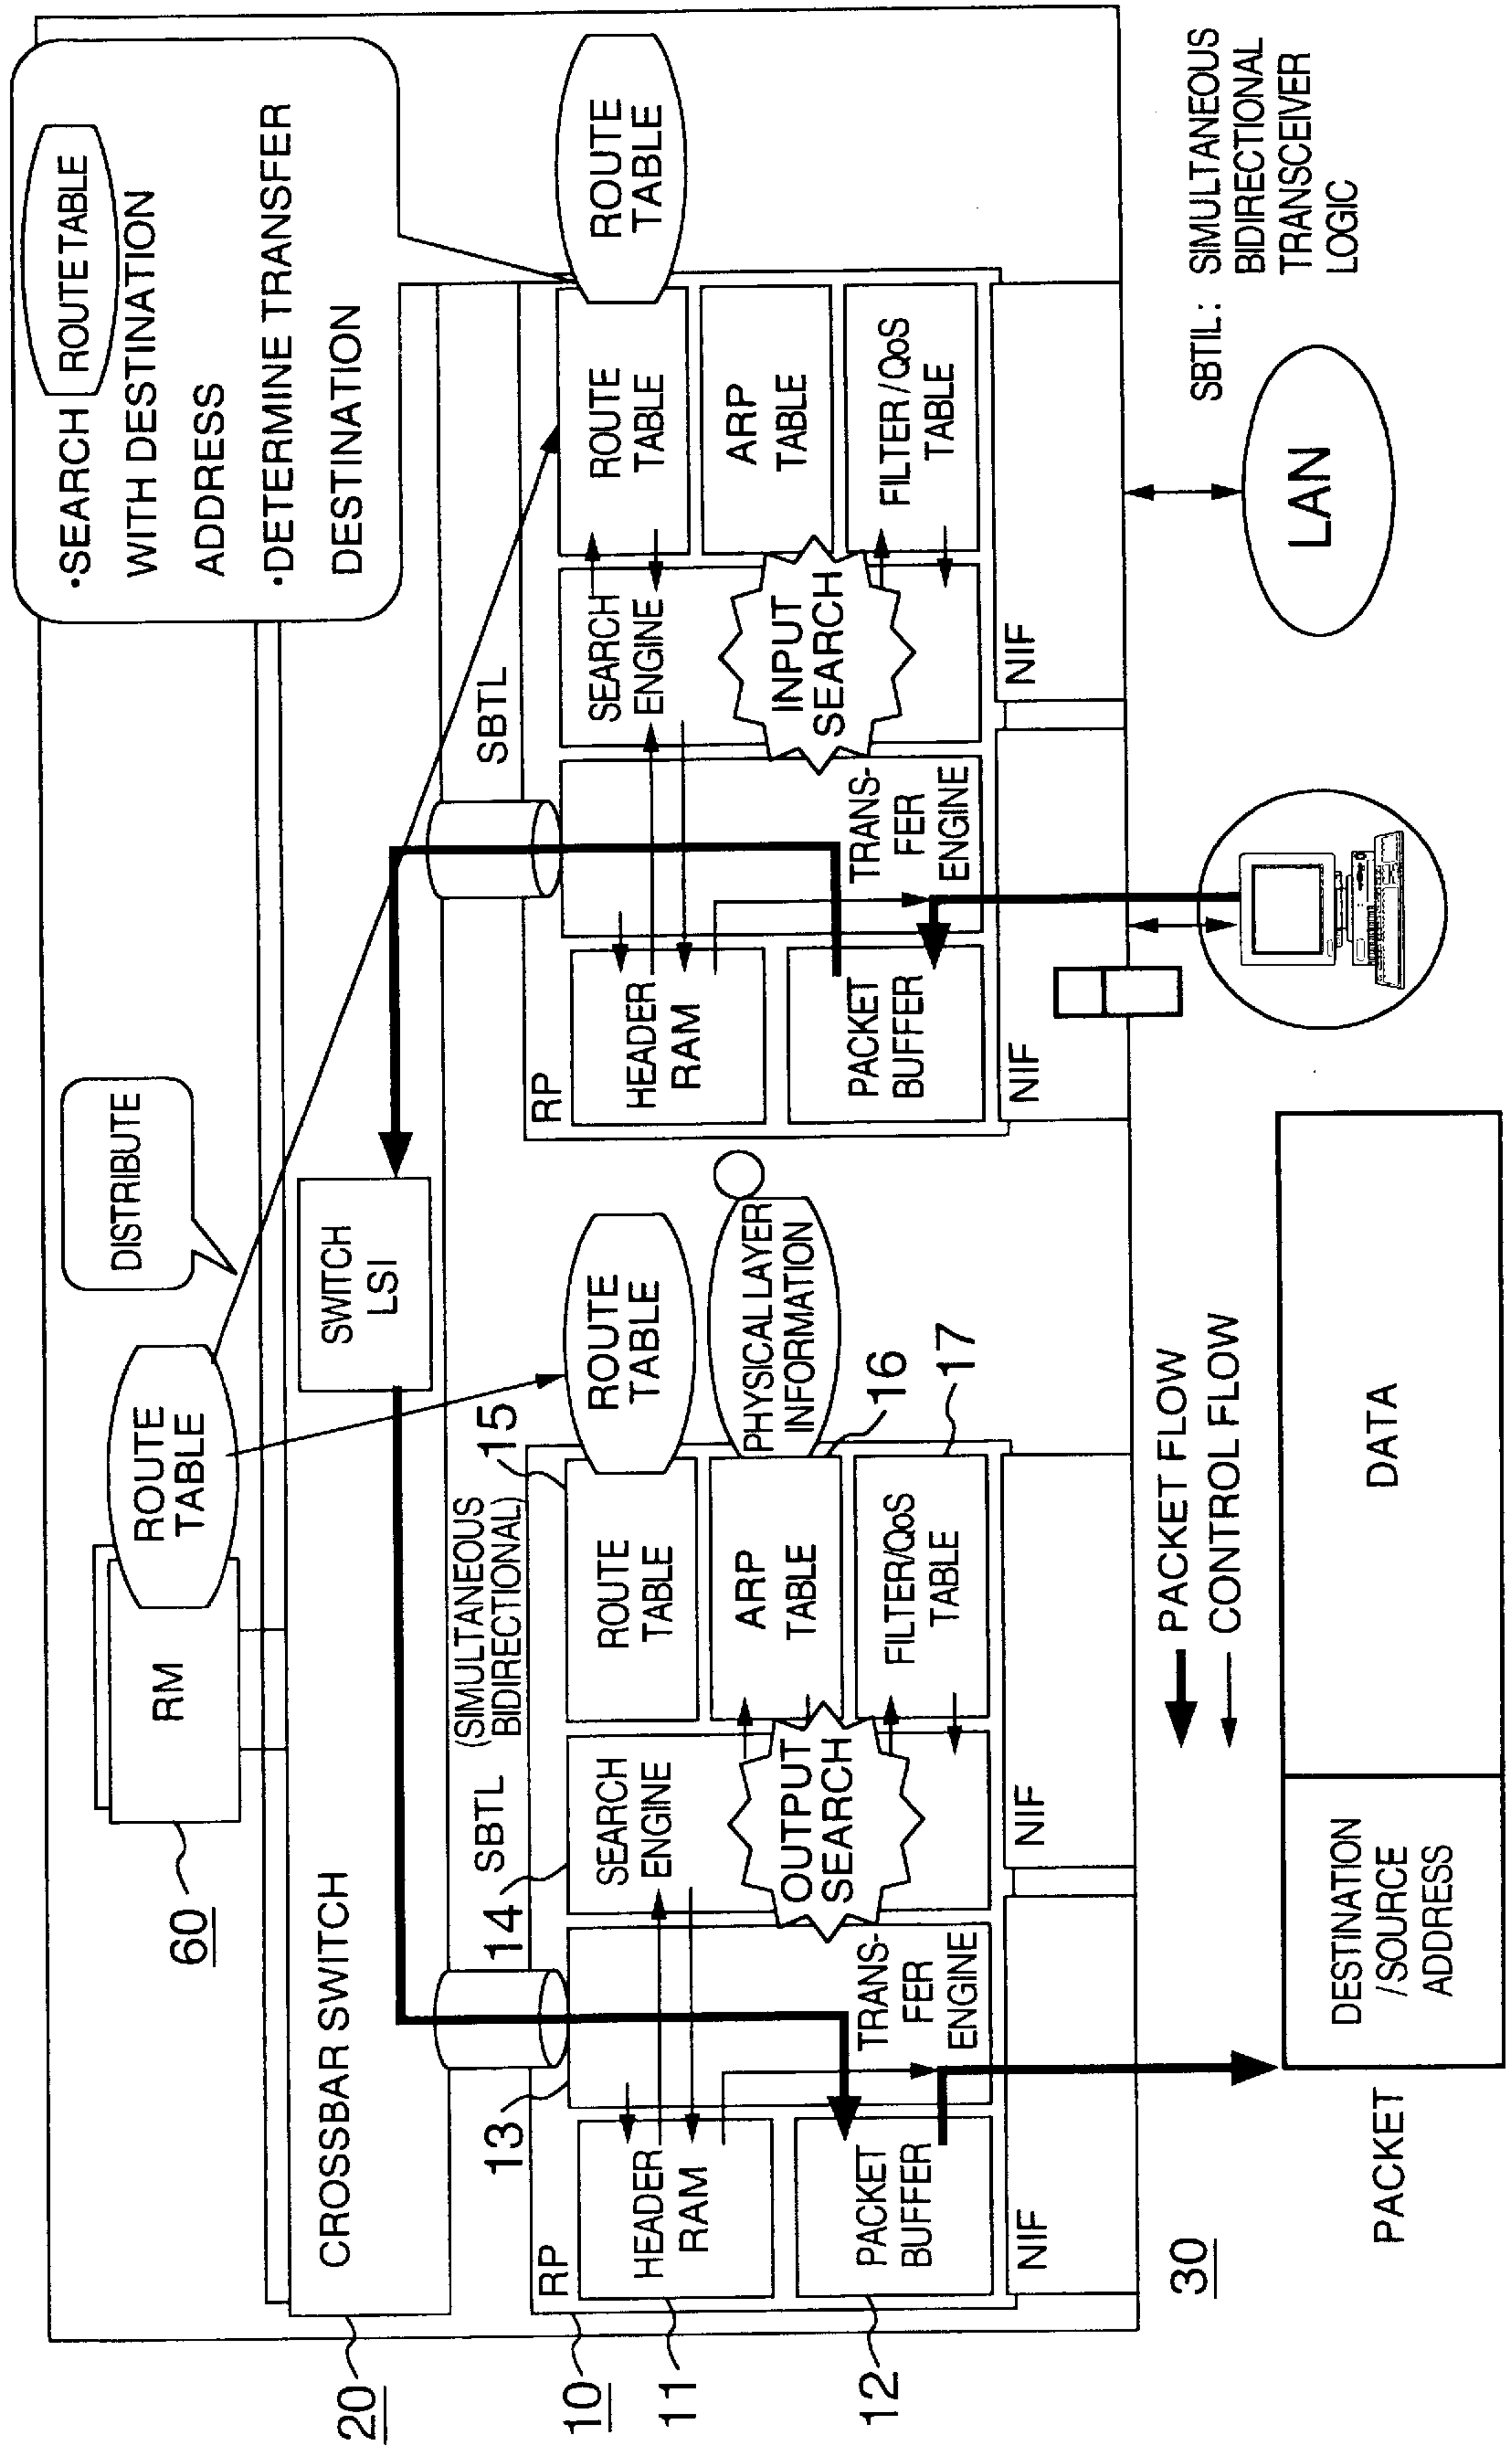 •SEARCH ROUTE TABLE
WITH DESTINATION
ADDRESS
•DETERMINE TRANSFER
DESTINATION
DISTRIBUTE
ROUTE
TABLE
RM
60
CROSSBAR SWITCH
20
SWITCH
LSI
SBTL
(SIMULTANEOUS
BIDIRECTIONAL)
SBTL
RP
10
HEADER
RAM
11
PACKET
BUFFER
12
13
TRANS-
FER
ENGINE
14
SEARCH
ENGINE
OUTPUT
SEARCH
15
ROUTE
TABLE
ROUTE
TABLE
ARP
TABLE
16
PHYSICAL LAYER
INFORMATION
FILTER/QoS
TABLE
17
NIF
NIF
30
RP
HEADER
RAM
PACKET
BUFFER
TRANS-
FER
ENGINE
SEARCH
ENGINE
INPUT
SEARCH
ROUTE
TABLE
ROUTE
TABLE
ARP
TABLE
FILTER/QoS
TABLE
NIF
NIF
LAN
SBTIL: SIMULTANEOUS
BIDIRECTIONAL
TRANSCEIVER
LOGIC
PACKET FLOW
CONTROL FLOW
PACKET
DESTINATION
/SOURCE
ADDRESS
DATA